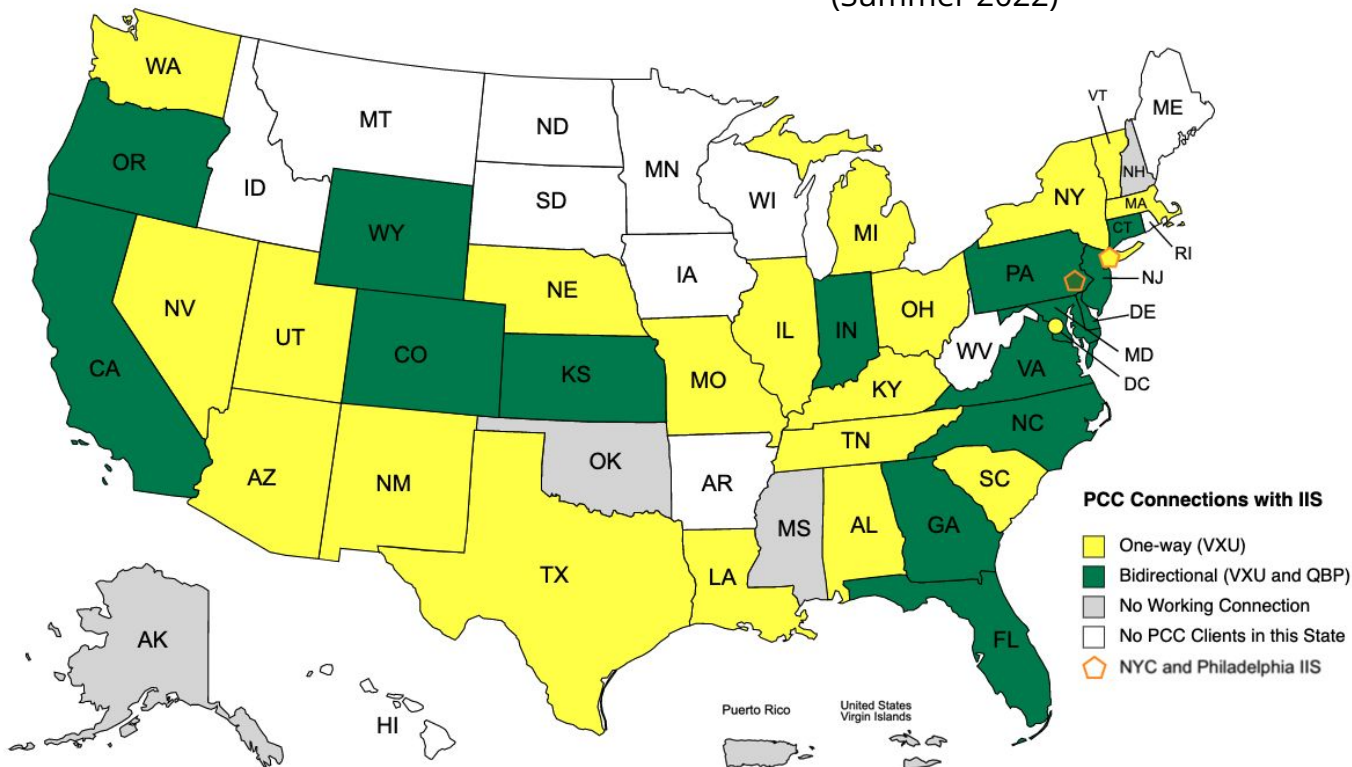 (Summer 2022)
WA
MT
ND
MN
VT
ME
OR
ID
SD
WI
NY
NH
MA
WY
MI
CT
RI
IA
PA
NJ
NE
NV
UT
IL
IN
OH
DE
CO
WV
MD
CA
KS
MO
KY
VA
DC
NC
TN
AZ
NM
OK
AR
SC
MS
AL
GA
TX
LA
FL
AK
HI
PCC Connections with IIS
One-way (VXU)
Bidirectional (VXU and QBP)
No Working Connection
No PCC Clients in this State
NYC and Philadelphia IIS
Puerto Rico
United States
Virgin Islands